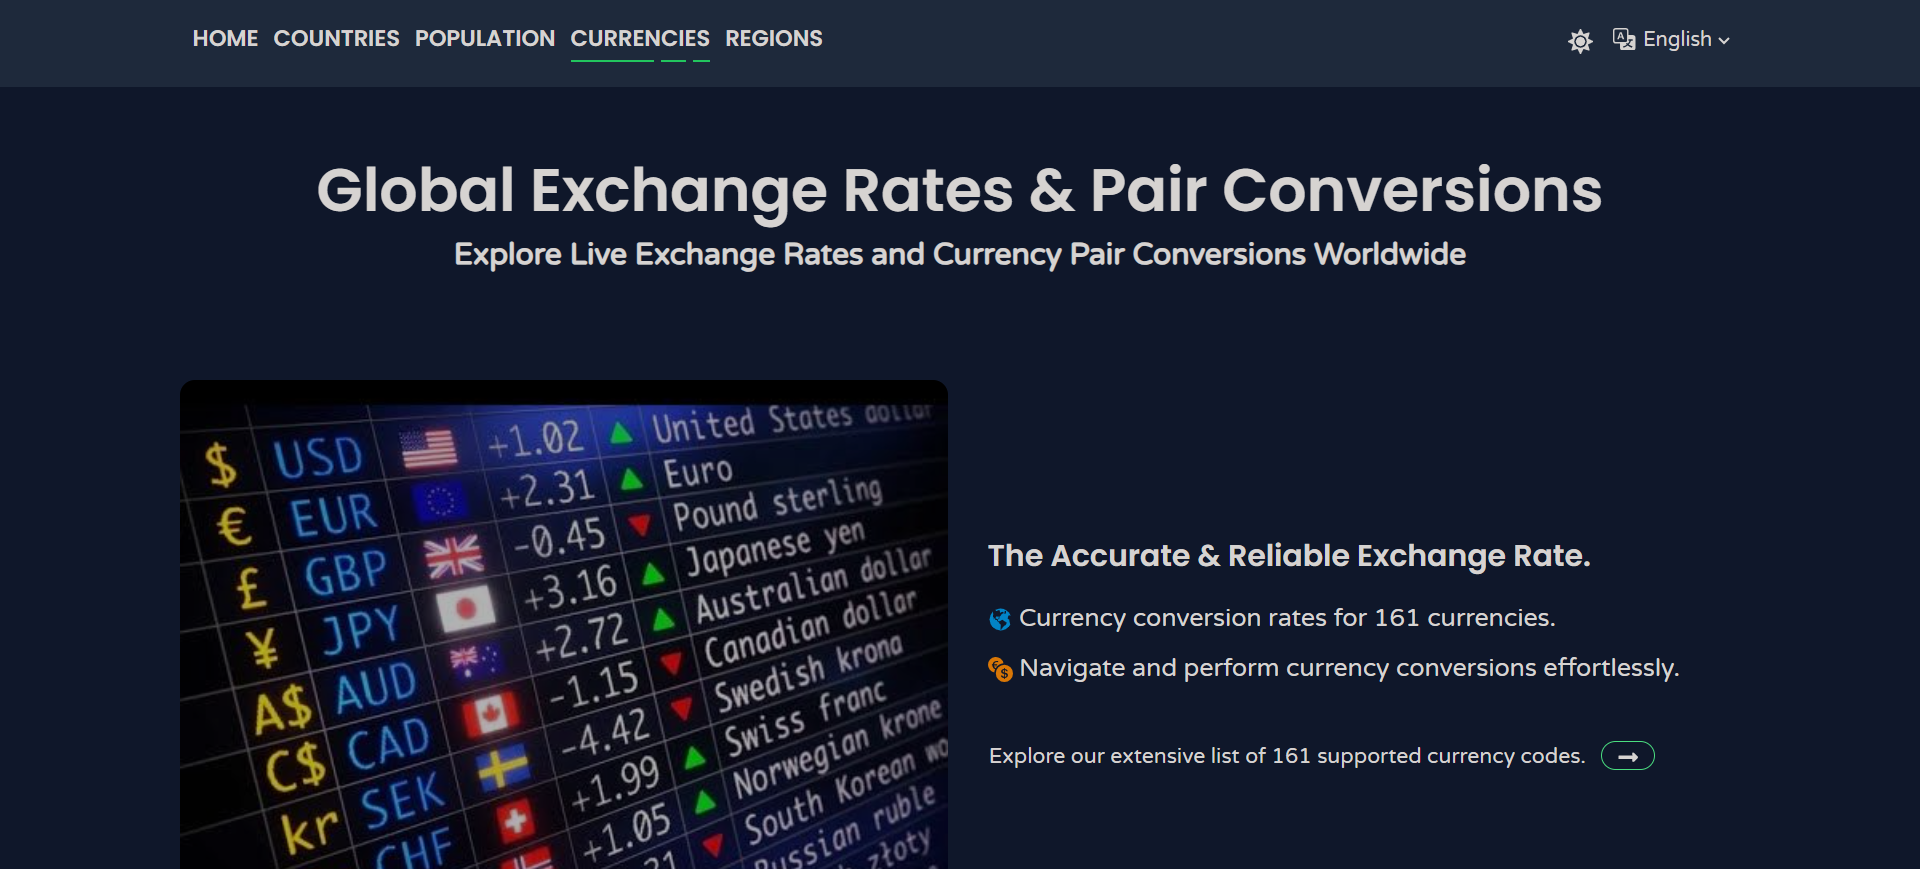 HOME COUNTRIES POPULATION CURRENCIES REGIONS English
Global Exchange Rates & Pair Conversions
Explore Live Exchange Rates and Currency Pair Conversions Worldwide
$ USD +1.02 ▲ United States dollar
€ EUR +2.31 ▲ Euro
£ GBP -0.45 ▼ Pound sterling
¥ JPY +3.16 ▲ Japanese yen
A$ AUD +2.72 ▲ Australian dollar
C$ CAD -1.15 ▼ Canadian dollar
kr SEK -4.42 ▼ Swedish krona
CHF +1.99 ▲ Swiss franc
+1.05 ▲ Norwegian krone
▼ South Korean
Russian ruble
złoty
The Accurate & Reliable Exchange Rate.
Currency conversion rates for 161 currencies.
Navigate and perform currency conversions effortlessly.
Explore our extensive list of 161 supported currency codes. →